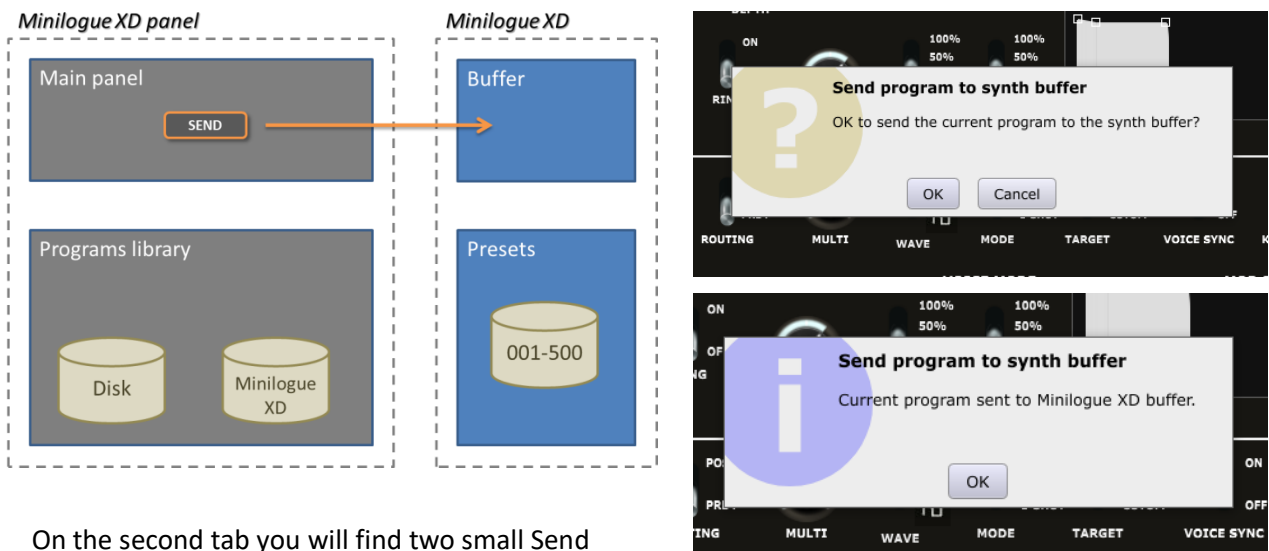 Minilogue XD panel
Minilogue XD
Main panel
SEND
Buffer
Programs library
Disk
Minilogue
XD
Presets
001-500
On the second tab you will find two small Send
ON
100%
100%
50%
50%
Send program to synth buffer
?
OK to send the current program to the synth buffer?
OK
Cancel
ROUTING
MULTI
WAVE
MODE
TARGET
VOICE SYNC
ON
100%
100%
50%
50%
Send program to synth buffer
i
Current program sent to Minilogue XD buffer.
OK
ON
OFF
MULTI
WAVE
MODE
TARGET
VOICE SYNC